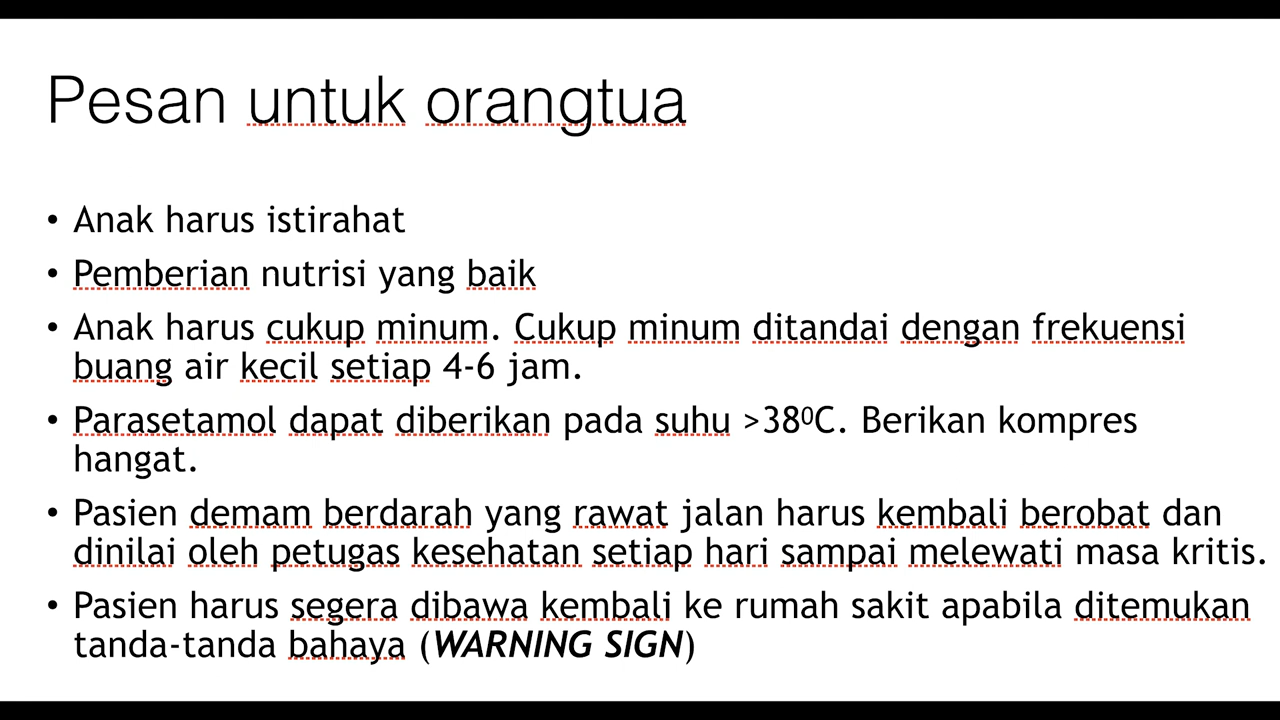 Pesan untuk orangtua
• Anak harus istirahat
• Pemberian nutrisi yang baik
• Anak harus cukup minum. Cukup minum ditandai dengan frekuensi
buang air kecil setiap 4-6 jam.
• Parasetamol dapat diberikan pada suhu >38⁰C. Berikan kompres
hangat.
• Pasien demam berdarah yang rawat jalan harus kembali berobat dan
dinilai oleh petugas kesehatan setiap hari sampai melewati masa kritis.
• Pasien harus segera dibawa kembali ke rumah sakit apabila ditemukan
tanda-tanda bahaya (WARNING SIGN)